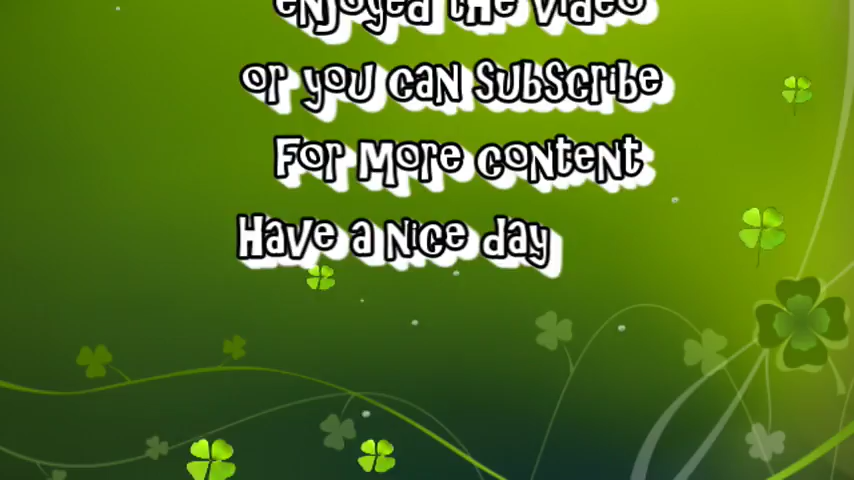 enjoyed the video
or you can subscribe
For More content
Have a nice day